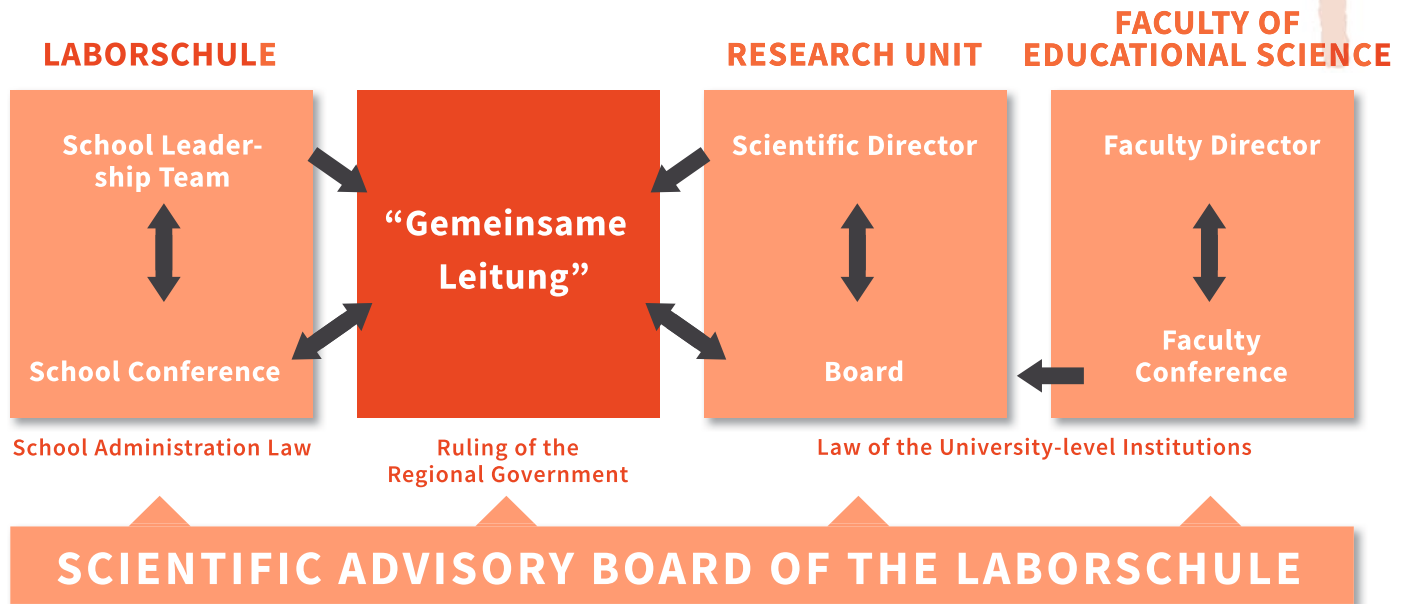 LABORSCHULE
RESEARCH UNIT
FACULTY OF
EDUCATIONAL SCIENCE
School Leader-
ship Team
School Conference
“Gemeinsame
Leitung”
Scientific Director
Board
Faculty Director
Faculty
Conference
School Administration Law
Ruling of the
Regional Government
Law of the University-level Institutions
SCIENTIFIC ADVISORY BOARD OF THE LABORSCHULE